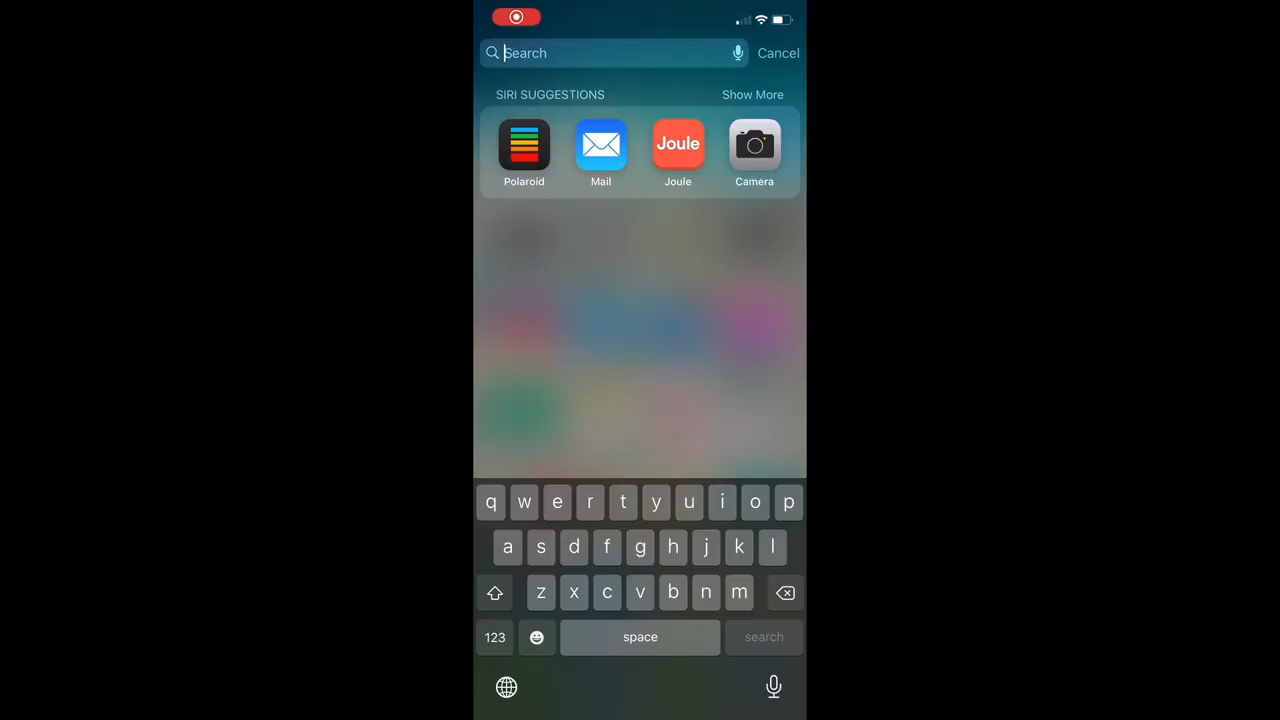 Search
Cancel
SIRI SUGGESTIONS
Show More
Joule
Polaroid
Mail
Joule
Camera
q w e r t y u i o p
a s d f g h j k l
z x c v b n m
123
space
search